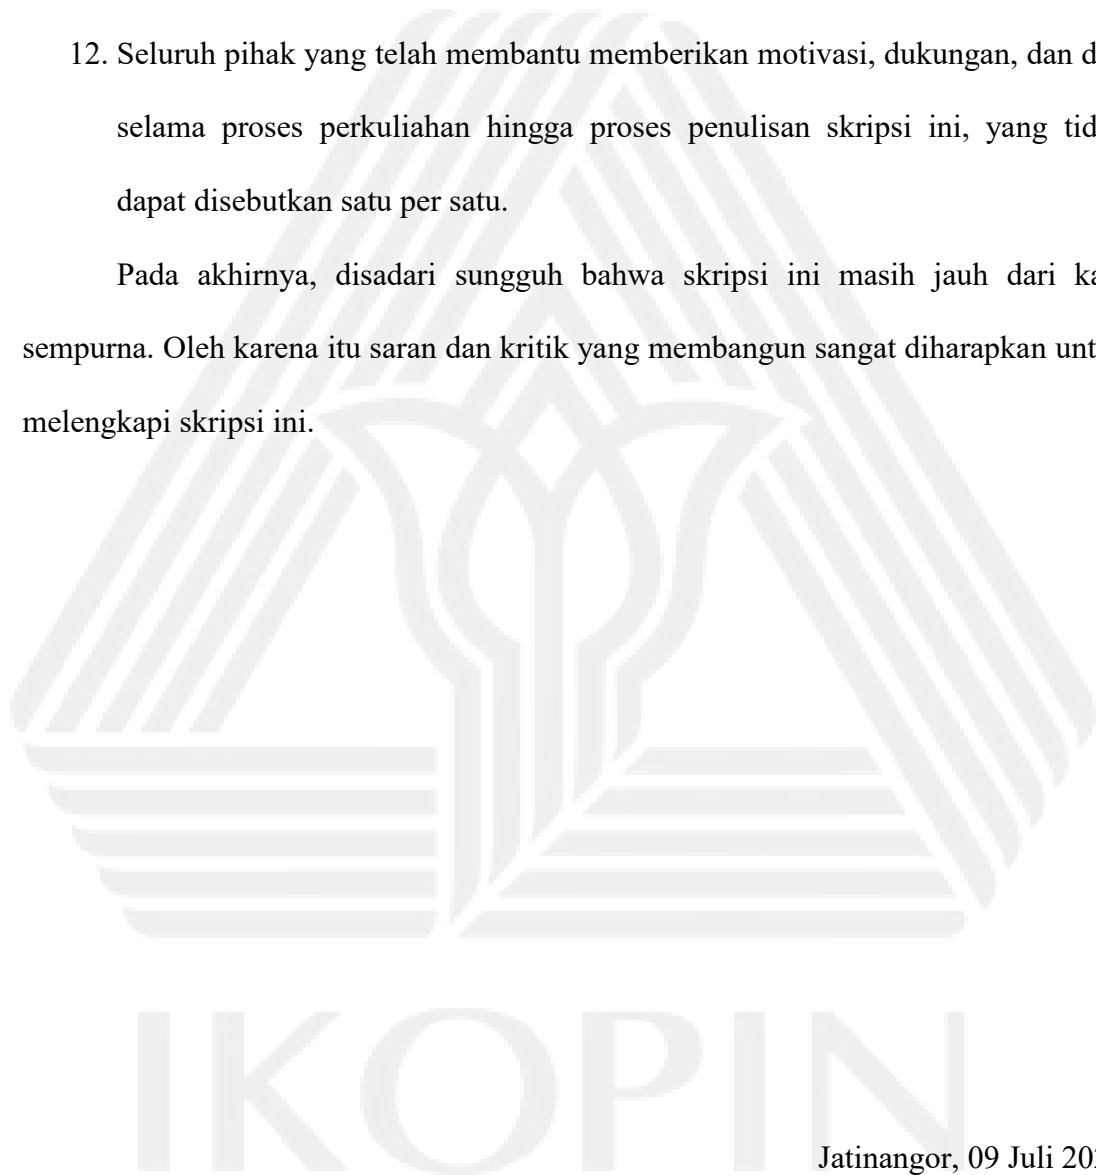 12. Seluruh pihak yang telah membantu memberikan motivasi, dukungan, dan
selama proses perkuliahan hingga proses penulisan skripsi ini, yang
dapat disebutkan satu per satu.
Pada akhirnya, disadari sungguh bahwa skripsi ini masih jauh dari
sempurna. Oleh karena itu saran dan kritik yang membangun sangat diharapkan
melengkapi skripsi ini.
IKOPIN
Jatinangor, 09 Juli